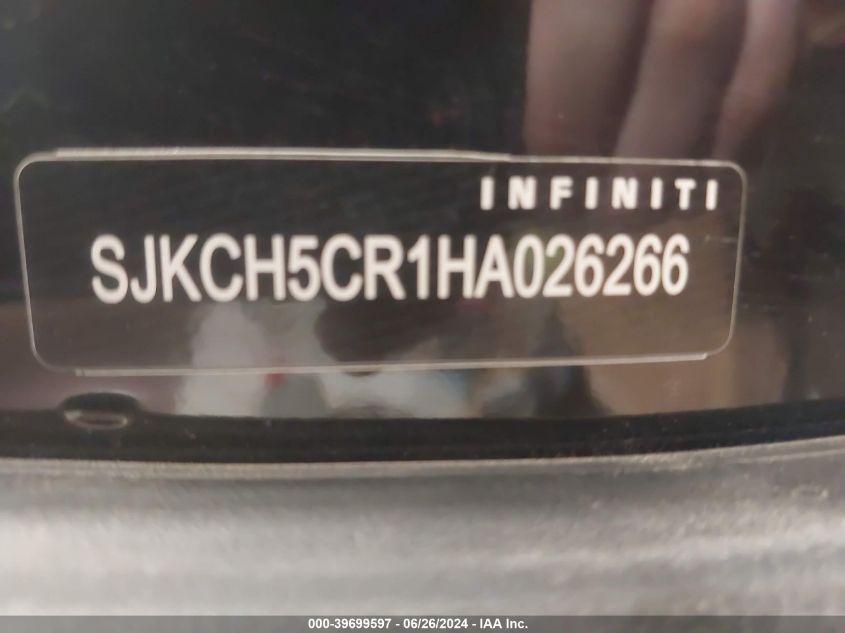 INFINITI
SJKCH5CR1HA026266
000-39699597 - 06/26/2024 - IAA Inc.